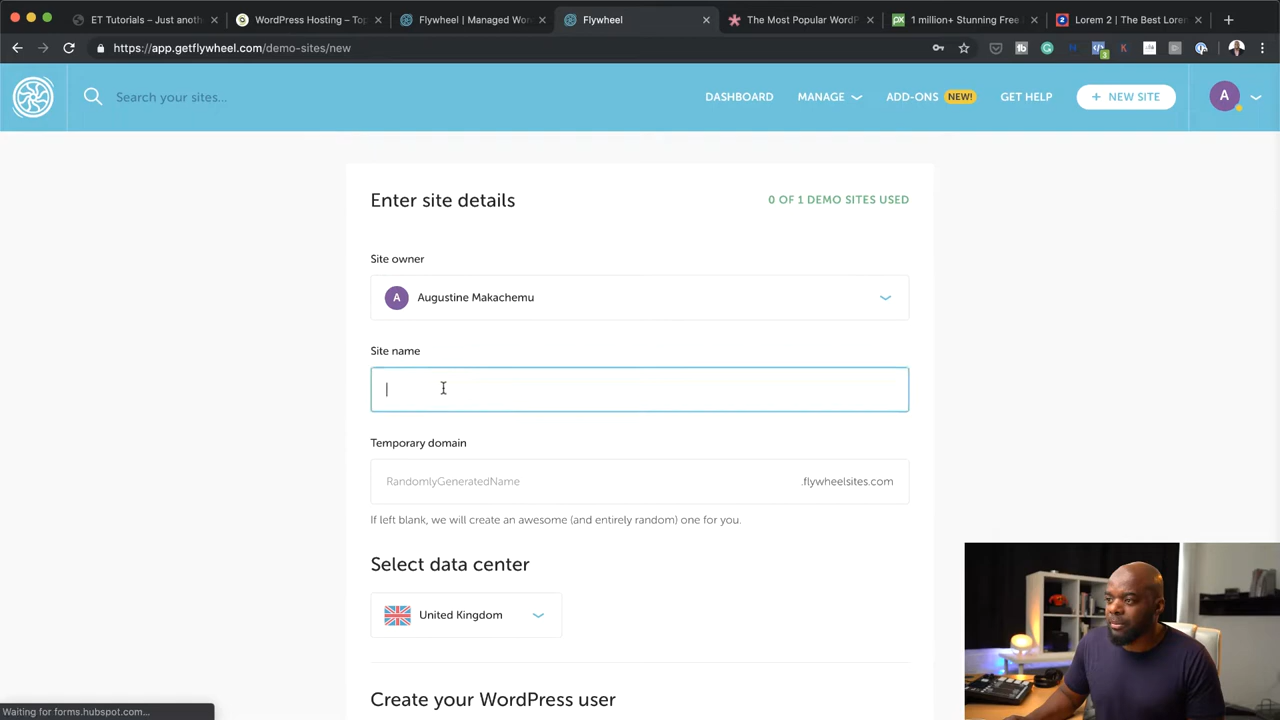 ET Tutorials – Just anoth
WordPress Hosting – Top
Flywheel | Managed Wor
Flywheel
The Most Popular WordP
1 million+ Stunning Free I
Lorem 2 | The Best Loren
https://app.getflywheel.com/demo-sites/new
Search your sites...
DASHBOARD
MANAGE
ADD-ONS NEW!
GET HELP
+ NEW SITE
A
Enter site details
0 OF 1 DEMO SITES USED
Site owner
A Augustine Makachemu
Site name
Temporary domain
RandomlyGeneratedName
.flywheelsites.com
If left blank, we will create an awesome (and entirely random) one for you.
Select data center
United Kingdom
Create your WordPress user
Waiting for forms.hubspot.com...